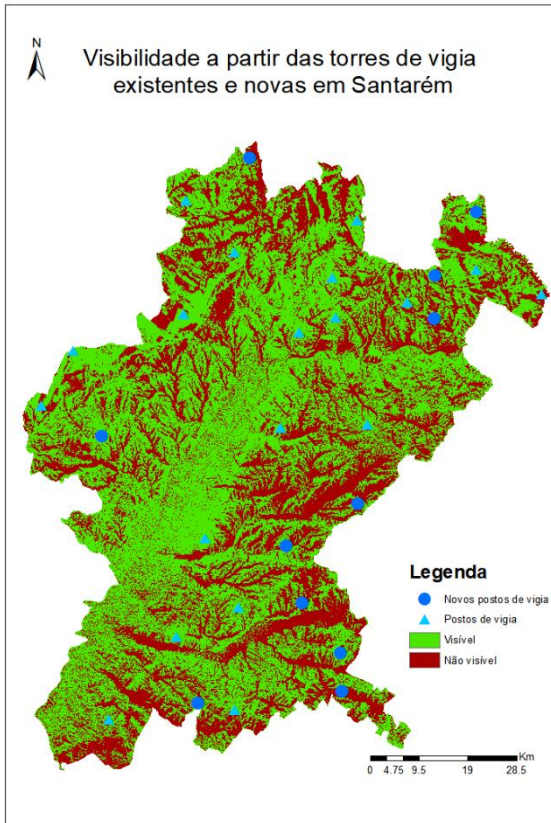 N
Visibilidade a partir das torres de vigia
existentes e novas em Santarém
Legenda
Novos postos de vigia
Postos de vigia
Visível
Não visível
Km
0 4.75 9.5 19 28.5